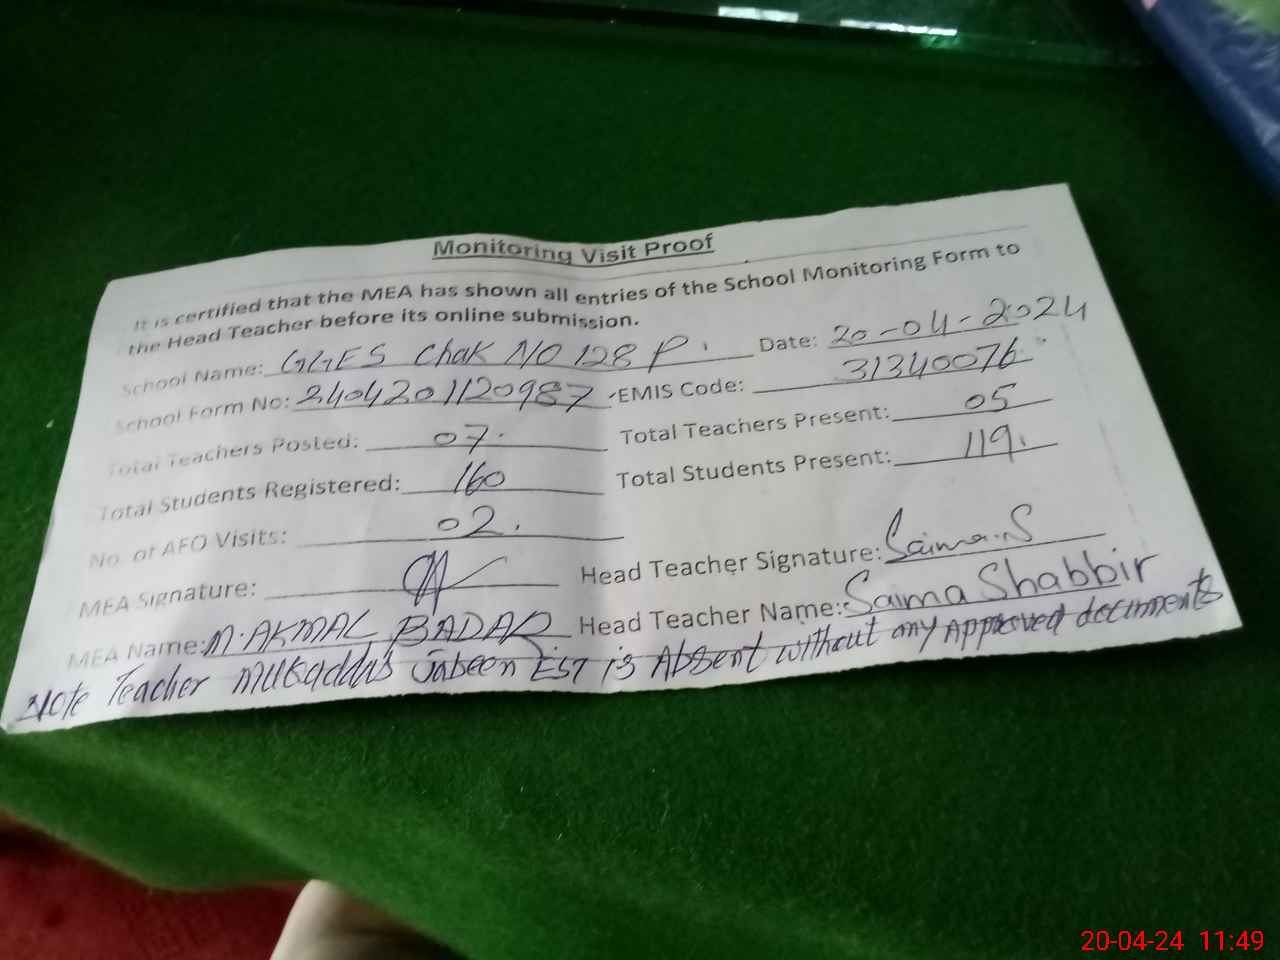 Monitoring Visit Proof
It is certified that the MEA has shown all entries of the School Monitoring Form to
the Head Teacher before its online submission.
School Name: GGES Chak NO 128 P. Date: 20-04-2024
School Form No: 3404201120987 EMIS Code: 31340076
Total Teachers Posted: 07. Total Teachers Present: 05
Total Students Registered: 160 Total Students Present: 119.
No. of AEO Visits: 02.
MEA Signature: Head Teacher Signature: Saima.S
MEA Name: M. AKMAL BADAR Head Teacher Name: Saima Shabbir
Note Teacher Mukaddas Jabeen EST is Absent without any Approved documents
20-04-24 11:49